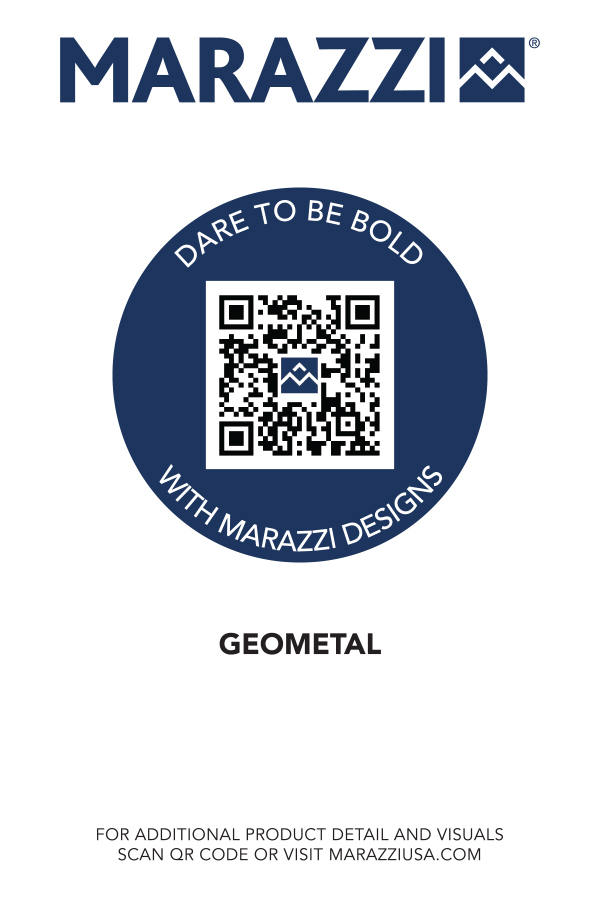 MARAZZI®
DARE TO BE BOLD
WITH MARAZZI DESIGNS
GEOMETAL
FOR ADDITIONAL PRODUCT DETAIL AND VISUALS
SCAN QR CODE OR VISIT MARAZZIUSA.COM